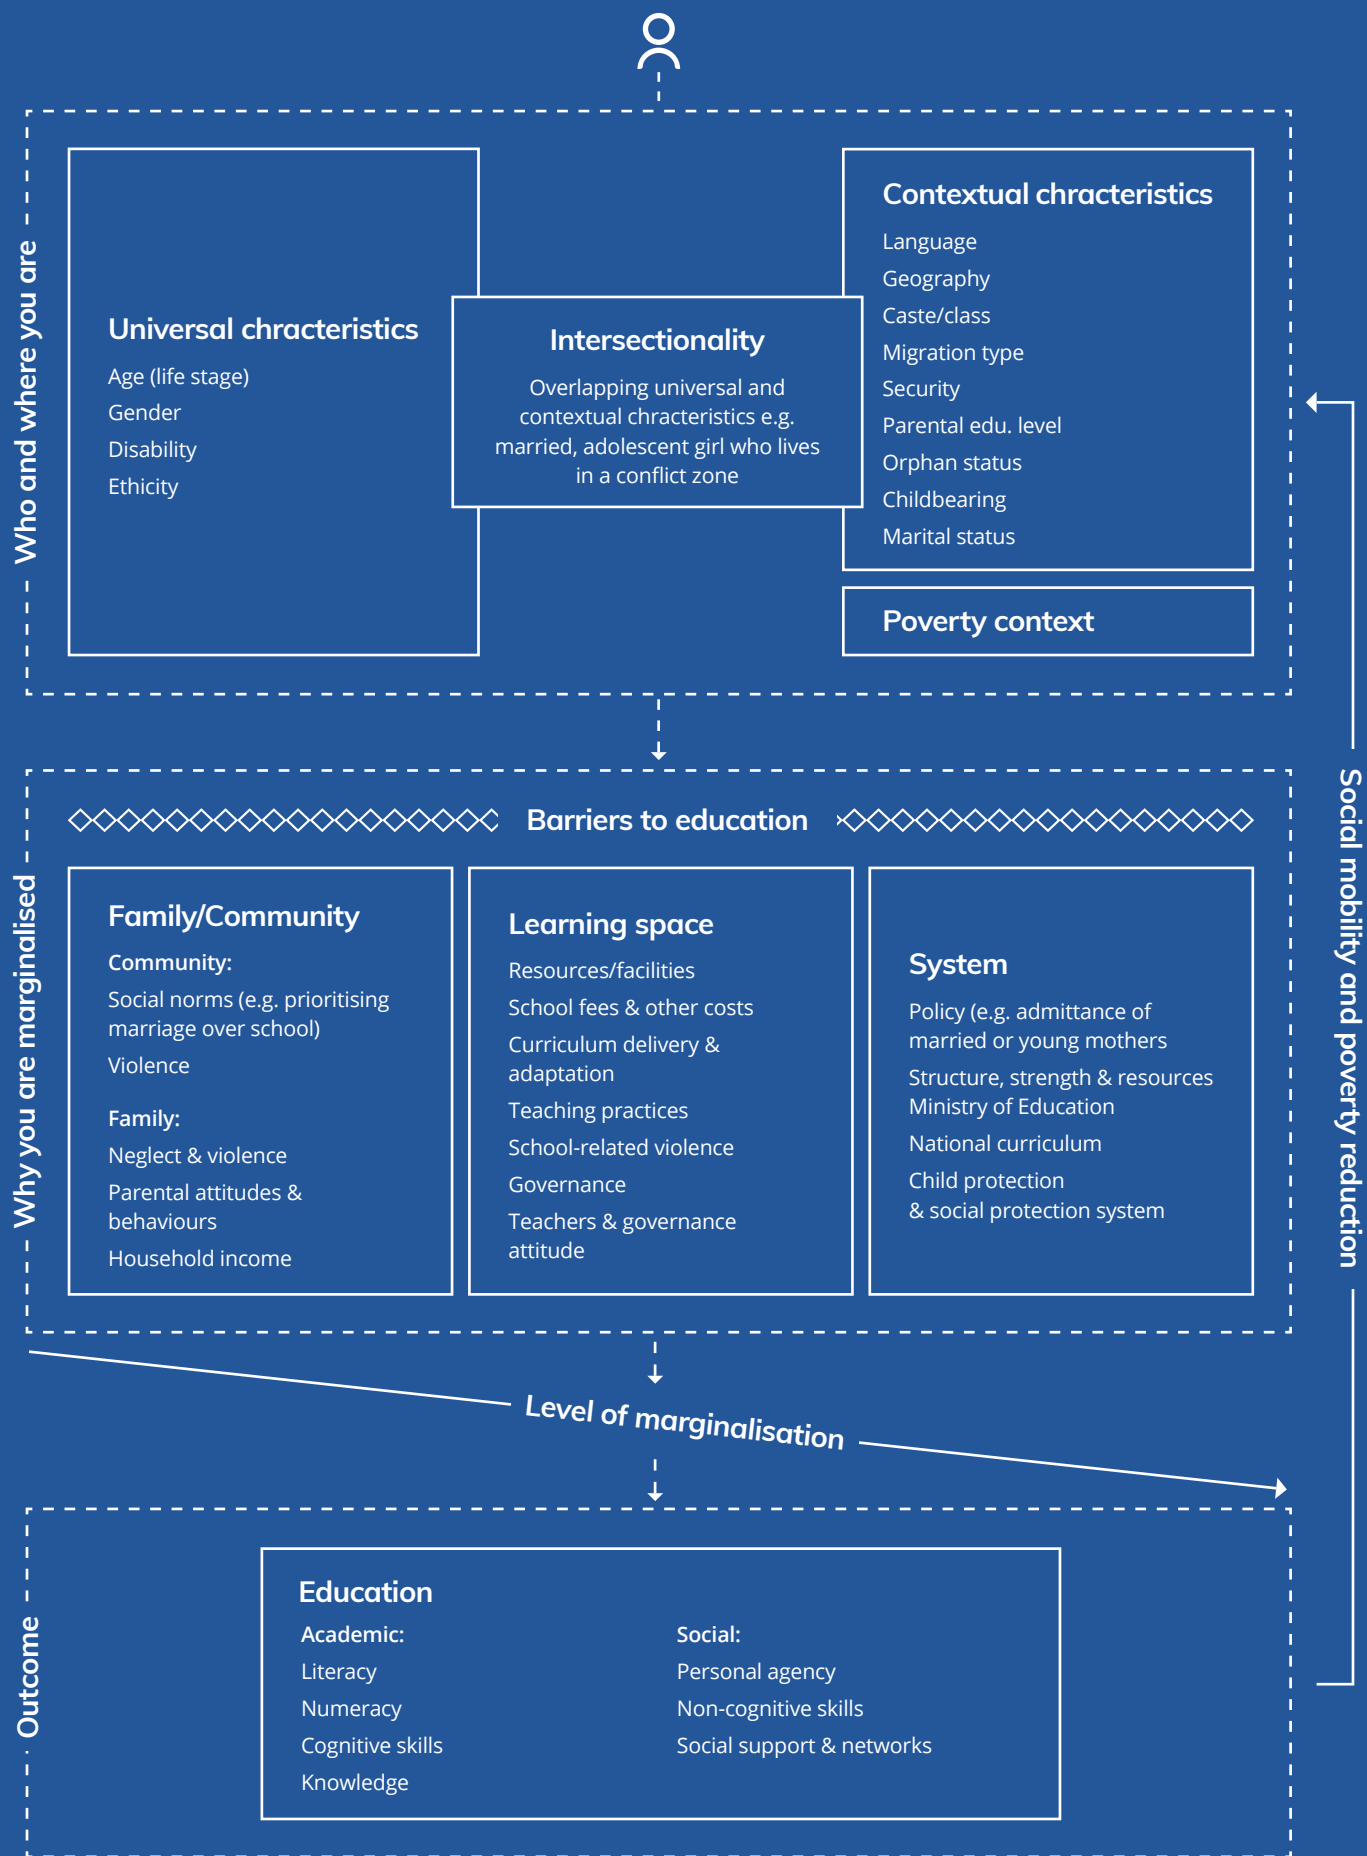 Who and where you are
Universal chracteristics
Age (life stage)
Gender
Disability
Ethicity
Intersectionality
Overlapping universal and
contextual chracteristics e.g.
married, adolescent girl who lives
in a conflict zone
Contextual chracteristics
Language
Geography
Caste/class
Migration type
Security
Parental edu. level
Orphan status
Childbearing
Marital status
Poverty context
Why you are marginalised
Barriers to education
Family/Community
Community:
Social norms (e.g. prioritising
marriage over school)
Violence
Family:
Neglect & violence
Parental attitudes &
behaviours
Household income
Learning space
Resources/facilities
School fees & other costs
Curriculum delivery &
adaptation
Teaching practices
School-related violence
Governance
Teachers & governance
attitude
System
Policy (e.g. admittance of
married or young mothers
Structure, strength & resources
Ministry of Education
National curriculum
Child protection
& social protection system
Level of marginalisation
Outcome
Education
Academic:
Literacy
Numeracy
Cognitive skills
Knowledge
Social:
Personal agency
Non-cognitive skills
Social support & networks
Social mobility and poverty reduction